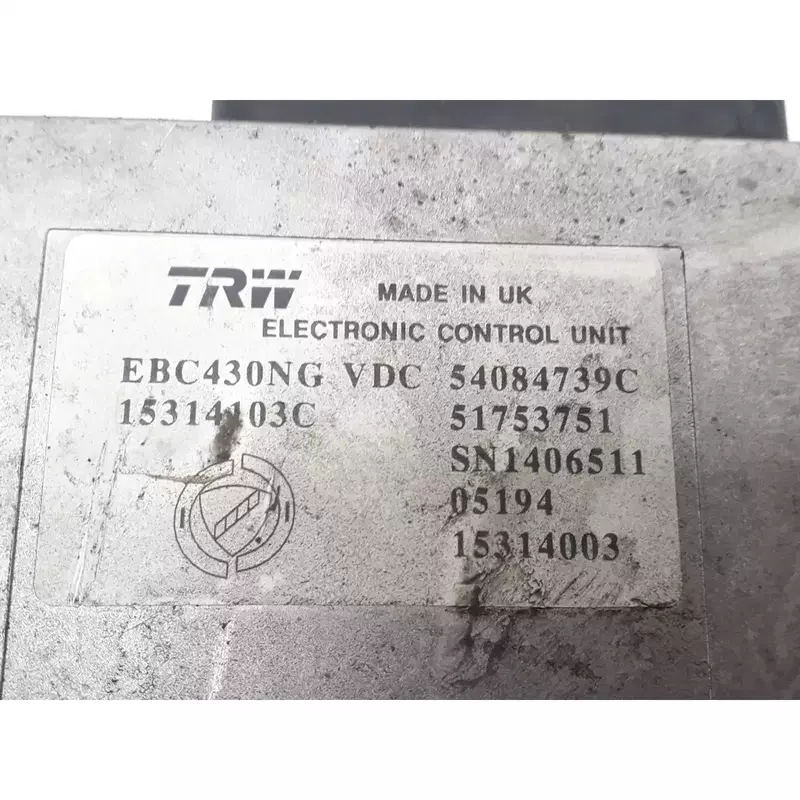 TRW MADE IN UK
ELECTRONIC CONTROL UNIT
EBC430NG VDC 54084739C
15314103C 51753751
SN1406511
05194
15314003